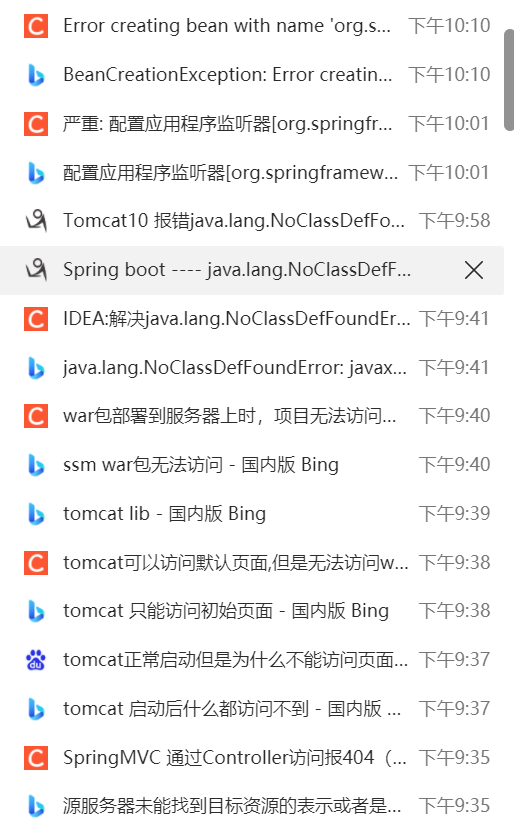 Error creating bean with name 'org.s... 下午10:10
BeanCreationException: Error creatin... 下午10:10
严重: 配置应用程序监听器[org.springfr... 下午10:01
配置应用程序监听器[org.springframew... 下午10:01
Tomcat10 报错java.lang.NoClassDefFo... 下午9:58
Spring boot ---- java.lang.NoClassDefF...
IDEA:解决java.lang.NoClassDefFoundEr... 下午9:41
java.lang.NoClassDefFoundError: javax... 下午9:41
war包部署到服务器上时，项目无法访问... 下午9:40
ssm war包无法访问 - 国内版 Bing 下午9:40
tomcat lib - 国内版 Bing 下午9:39
tomcat可以访问默认页面,但是无法访问w... 下午9:38
tomcat 只能访问初始页面 - 国内版 Bing 下午9:38
tomcat正常启动但是为什么不能访问页面... 下午9:37
tomcat 启动后什么都访问不到 - 国内版 ... 下午9:37
SpringMVC 通过Controller访问报404（... 下午9:35
源服务器未能找到目标资源的表示或者是... 下午9:35